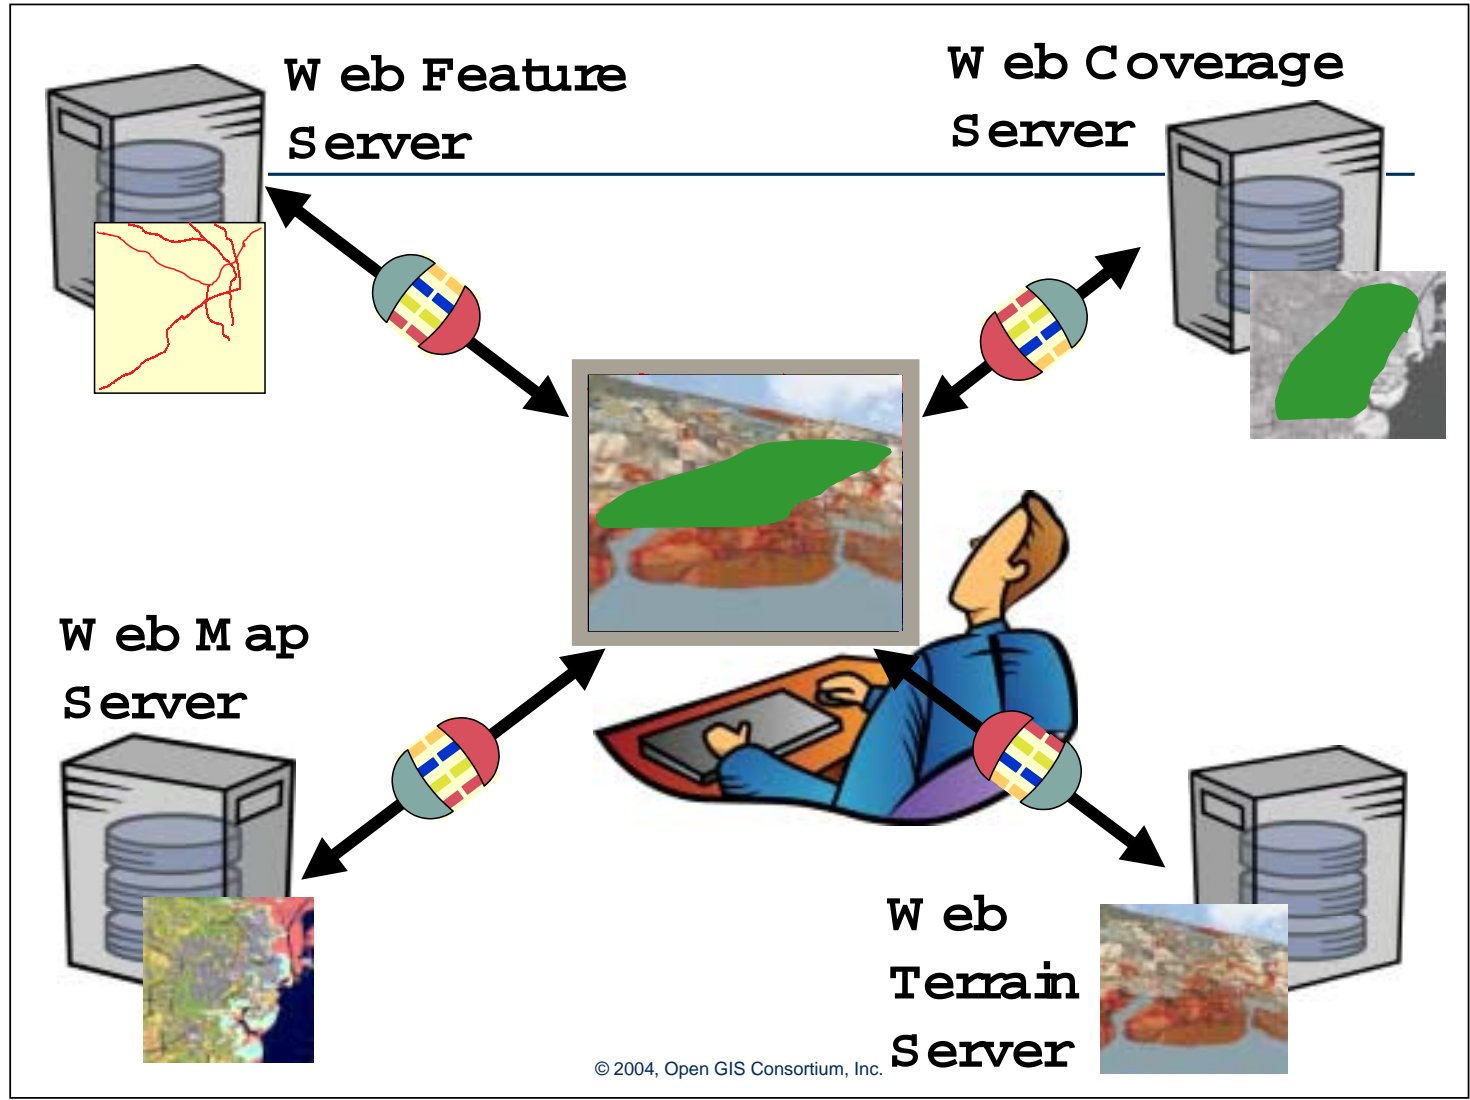 Web Feature
Server
Web Coverage
Server
Web Map
Server
Web
Terrain
Server
© 2004, Open GIS Consortium, Inc.